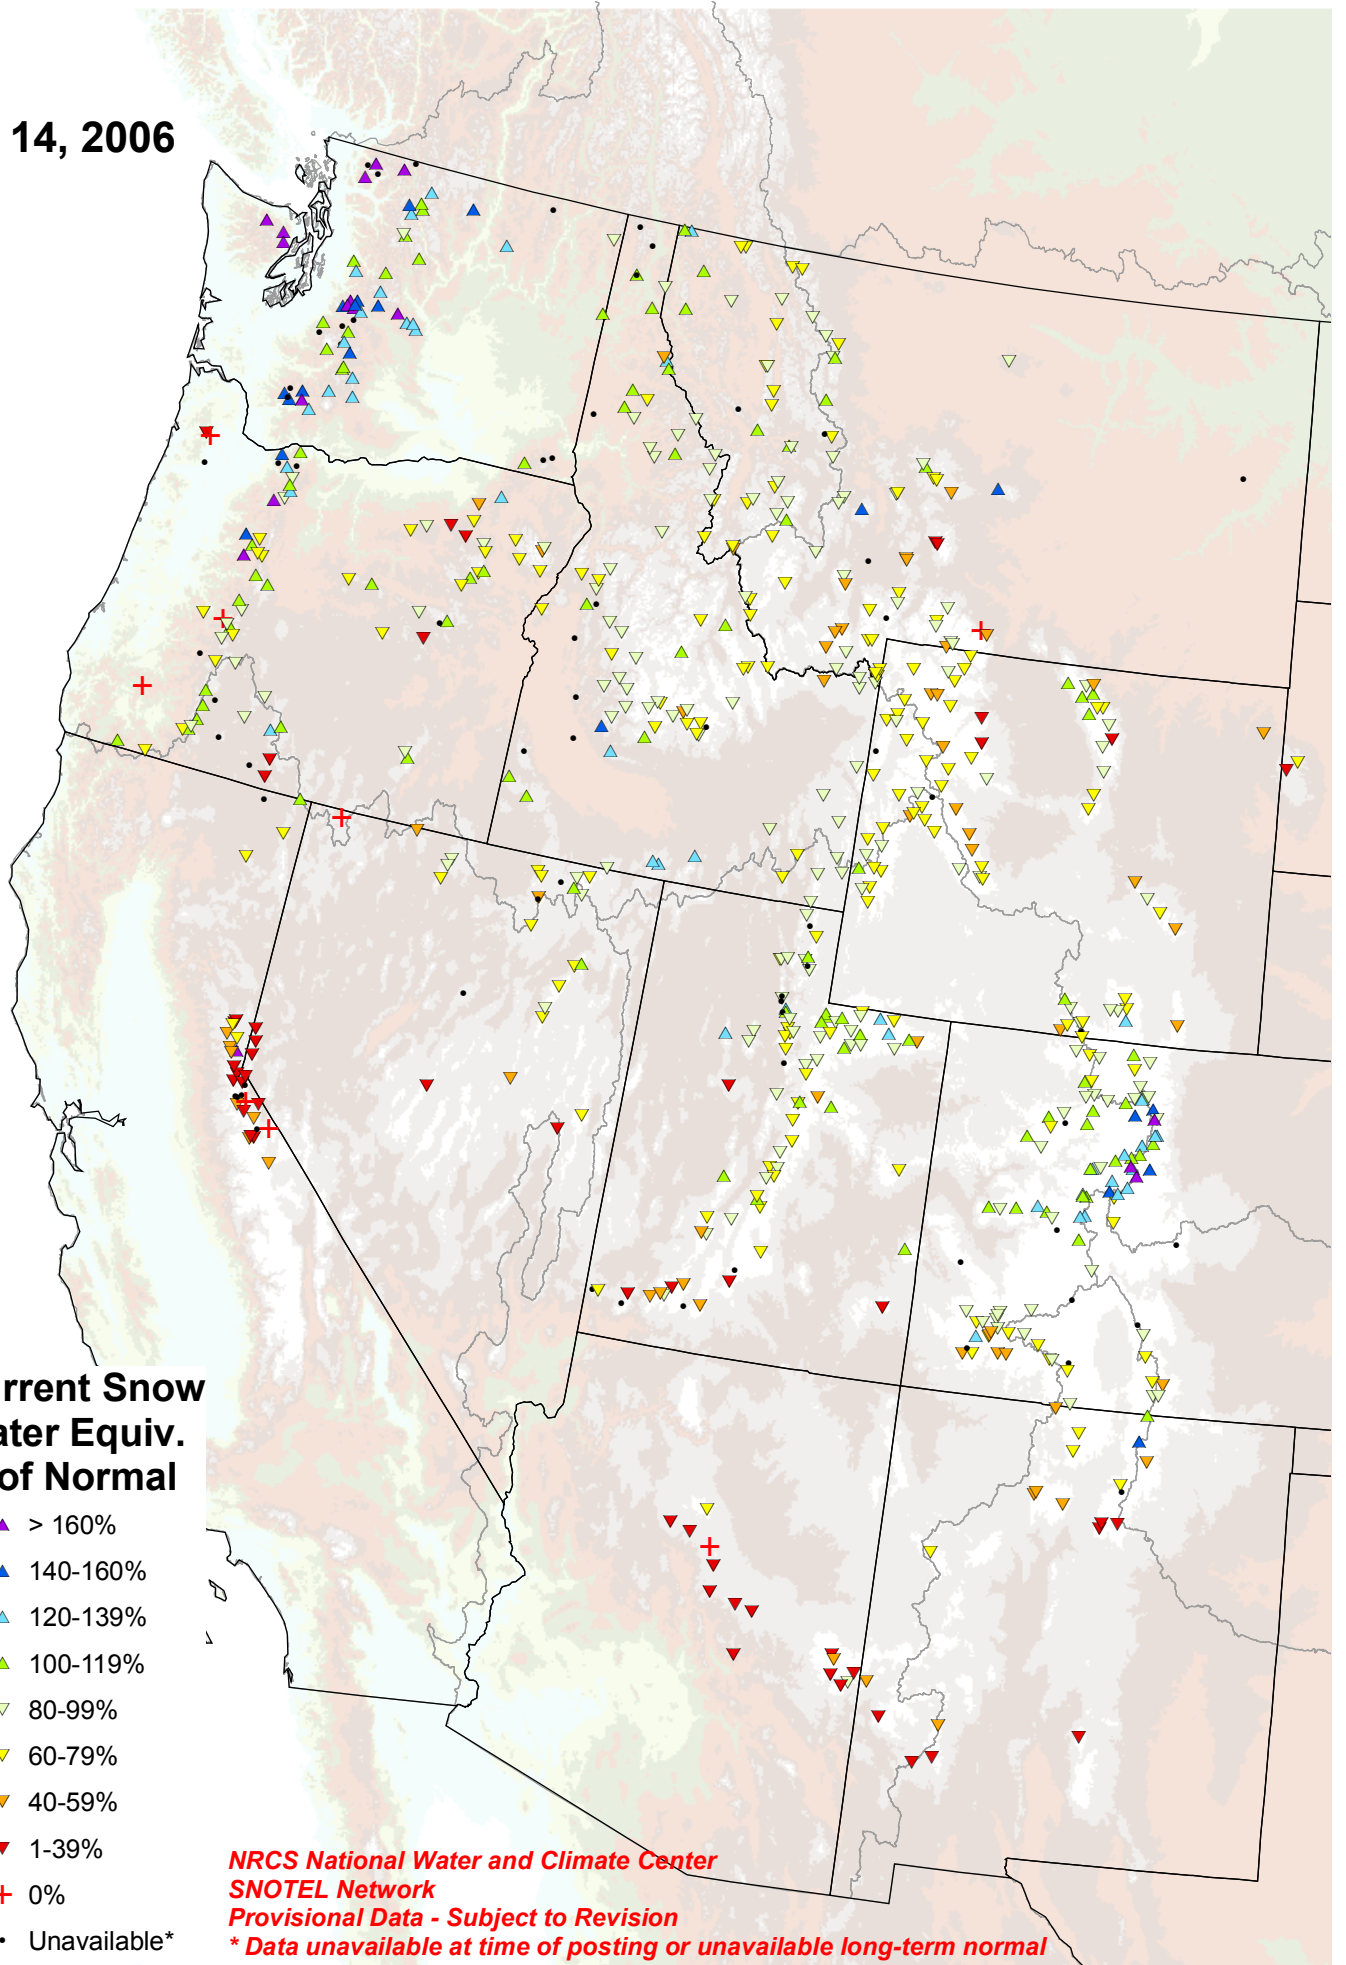 14, 2006
rrent Snow
ater Equiv.
of Normal
> 160%
140-160%
120-139%
100-119%
80-99%
60-79%
40-59%
1-39%
0%
Unavailable*
NRCS National Water and Climate Center
SNOTEL Network
Provisional Data - Subject to Revision
* Data unavailable at time of posting or unavailable long-term normal